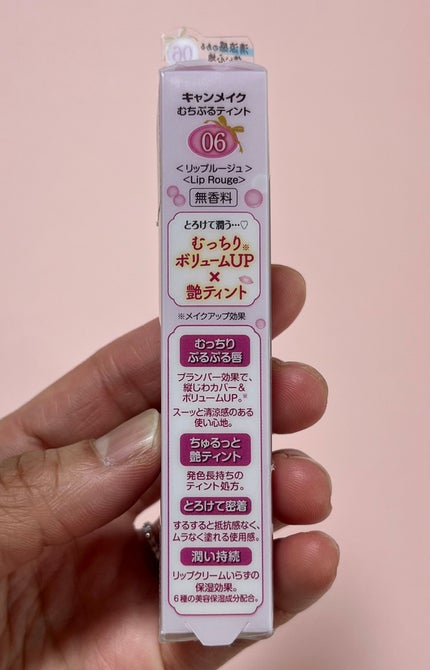 06
キャンメイク
むちぷるティント
06
＜リップルージュ＞
＜Lip Rouge＞
無香料
とろけて潤う…♡
むっちり※
ボリュームUP
×
艶ティント
※メイクアップ効果
むっちり
ぷるぷる唇
プランパー効果で、
縦じわカバー＆
ボリュームUP。※
スーッと清涼感のある
使い心地。
ちゅるっと
艶ティント
発色長持ちの
ティント処方。
とろけて密着
するすると抵抗感なく、
ムラなく塗れる使用感。
潤い持続
リップクリームいらずの
保湿効果。
6種の美容保湿成分配合。